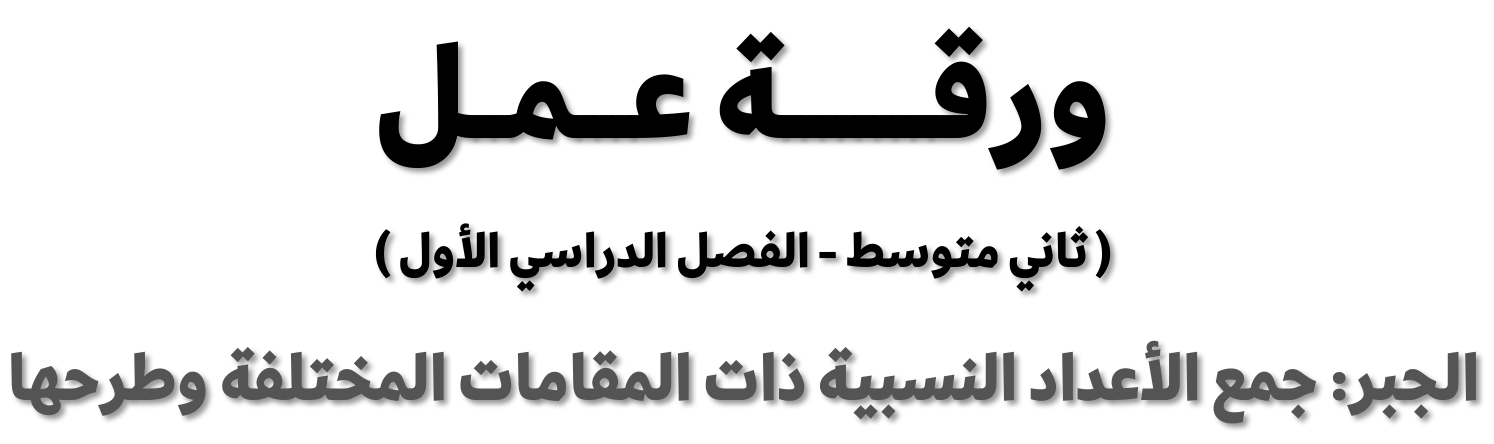 ورقـــة عـمـل
( ثاني متوسط - الفصل الدراسي الأول )
الجبر: جمع الأعداد النسبية ذات المقامات المختلفة وطرحها